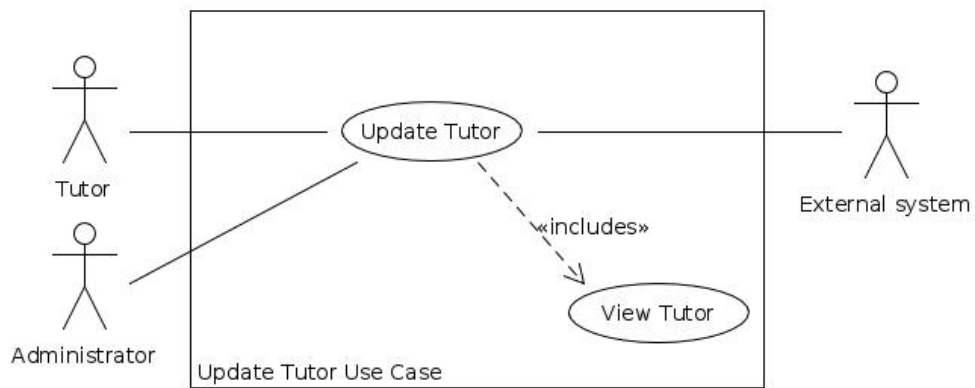 Update Tutor
Tutor
External system
«includes»
View Tutor
Administrator
Update Tutor Use Case